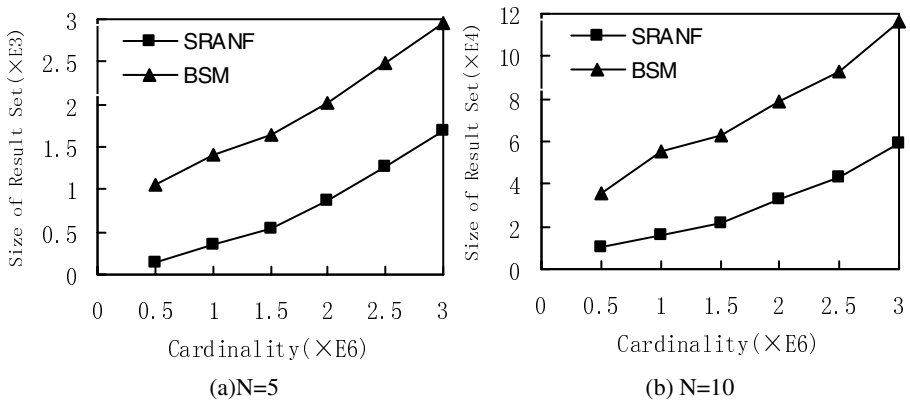 Size of Result Set(×E3)
3
2.5
2
1.5
1
0.5
0
SRANF
BSM
0 0.5 1 1.5 2 2.5 3
Cardinality(×E6)
(a)N=5
Size of Result Set(×E4)
12
10
8
6
4
2
0
SRANF
BSM
0 0.5 1 1.5 2 2.5 3
Cardinality(×E6)
(b) N=10